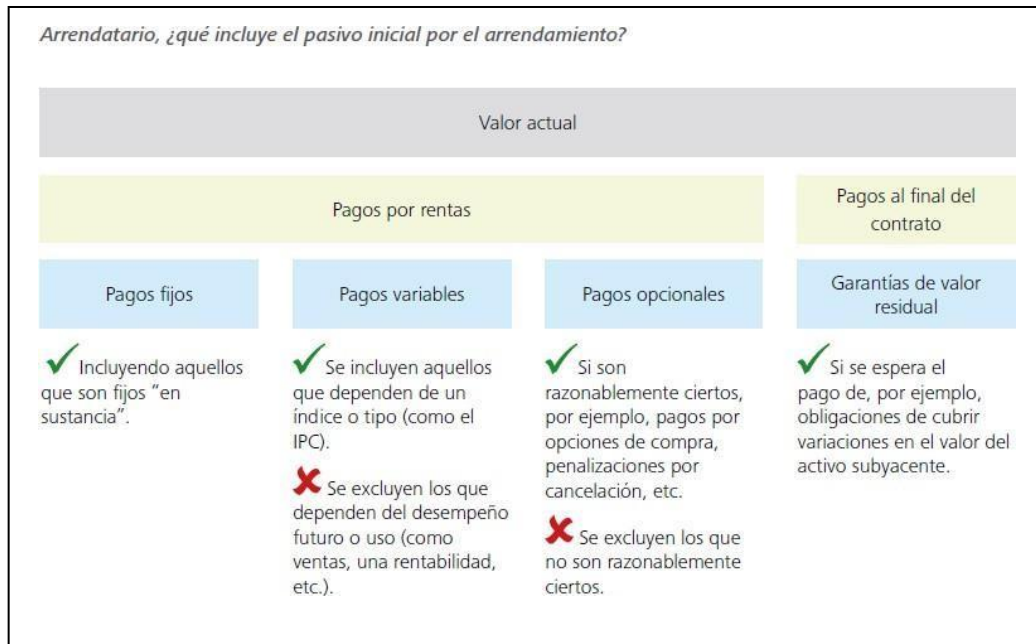 Arrendatario, ¿qué incluye el pasivo inicial por el arrendamiento?
Valor actual
Pagos por rentas
Pagos al final del
contrato
Pagos fijos
Pagos variables
Pagos opcionales
Garantías de valor
residual
Incluyendo aquellos
que son fijos "en
sustancia".
Se incluyen aquellos
que dependen de un
índice o tipo (como el
IPC).
Se excluyen los que
dependen del desempeño
futuro o uso (como
ventas, una rentabilidad,
etc.).
Si son
razonablemente ciertos,
por ejemplo, pagos por
opciones de compra,
penalizaciones por
cancelación, etc.
Se excluyen los que
no son razonablemente
ciertos.
Si se espera el
pago de, por ejemplo,
obligaciones de cubrir
variaciones en el valor del
activo subyacente.